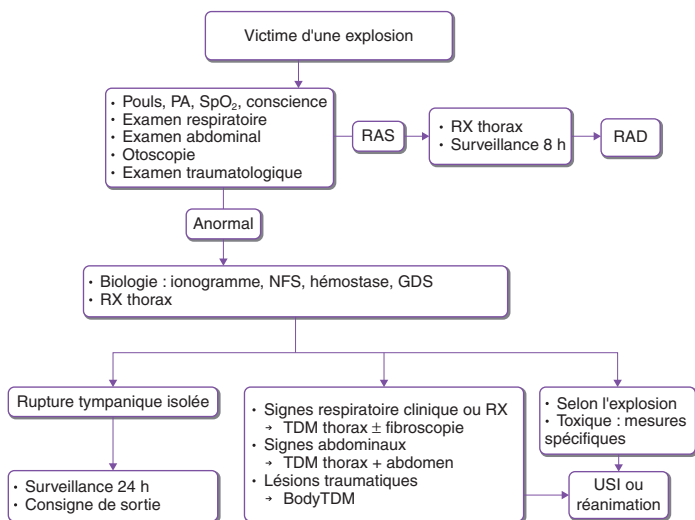 Victime d'une explosion
• Pouls, PA, SpO₂, conscience
• Examen respiratoire
• Examen abdominal
• Otoscopie
• Examen traumatologique
RAS
• RX thorax
• Surveillance 8 h
RAD
Anormal
• Biologie : ionogramme, NFS, hémostase, GDS
• RX thorax
Rupture tympanique isolée
• Surveillance 24 h
• Consigne de sortie
• Signes respiratoire clinique ou RX
→ TDM thorax ± fibroscopie
• Signes abdominaux
→ TDM thorax + abdomen
• Lésions traumatiques
→ BodyTDM
• Selon l'explosion
• Toxique : mesures
spécifiques
USI ou
réanimation